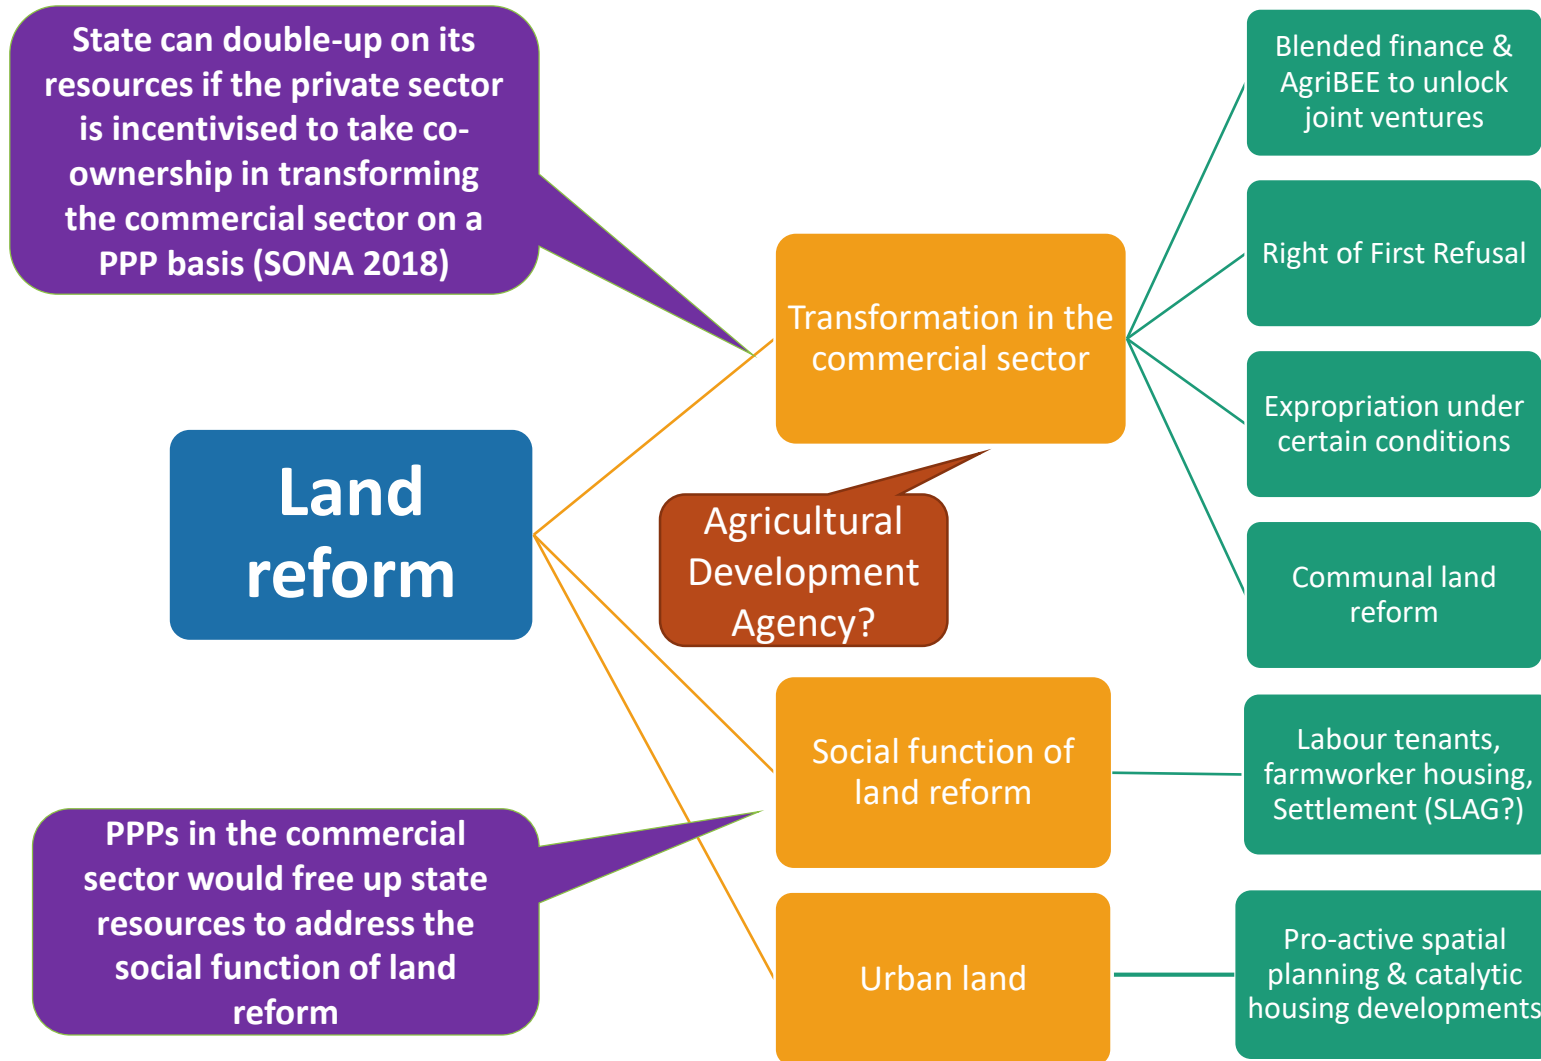 State can double-up on its
resources if the private sector
is incentivised to take co-
ownership in transforming
the commercial sector on a
PPP basis (SONA 2018)
Land
reform
PPPs in the commercial
sector would free up state
resources to address the
social function of land
reform
Transformation in the
commercial sector
Agricultural
Development
Agency?
Social function of
land reform
Urban land
Blended finance &
AgriBEE to unlock
joint ventures
Right of First Refusal
Expropriation under
certain conditions
Communal land
reform
Labour tenants,
farmworker housing,
Settlement (SLAG?)
Pro-active spatial
planning & catalytic
housing developments